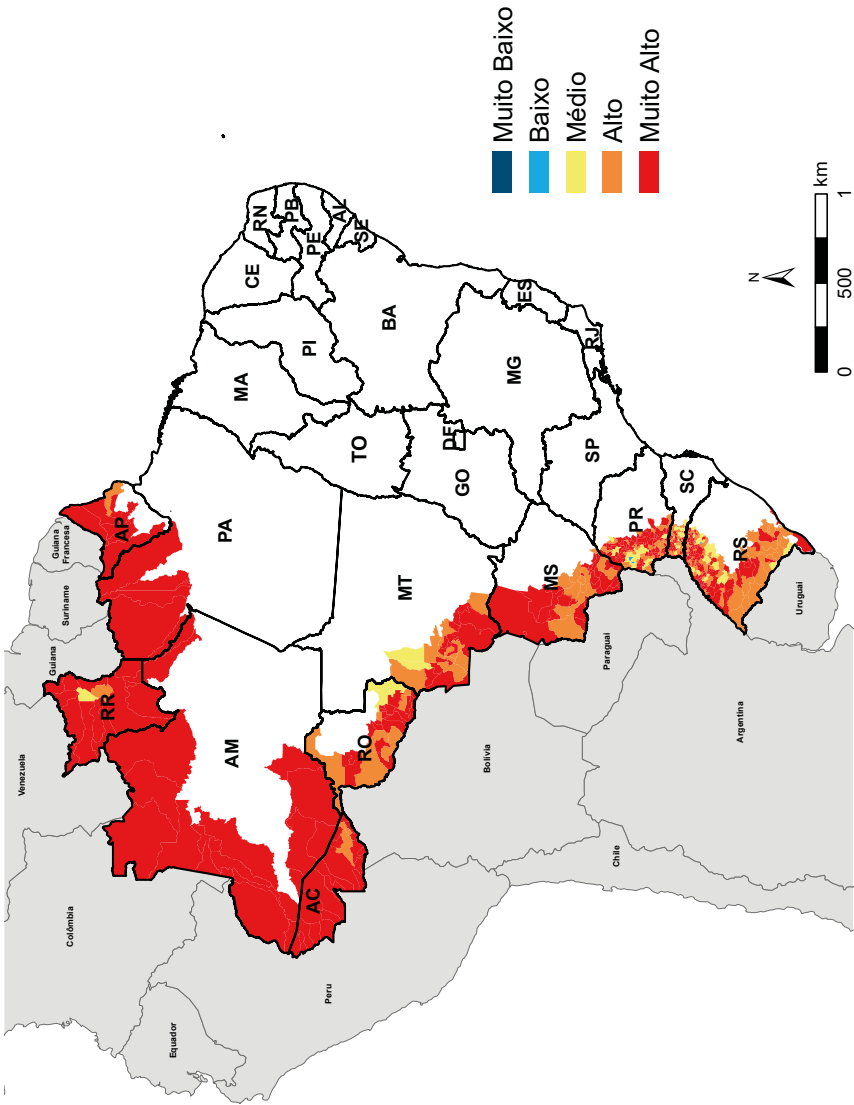 Venezuela
Colômbia
Equador
Peru
Guiana
Suriname
Guiana
Francesa
Bolívia
Paraguai
Chile
Argentina
Uruguai
RR
AP
AM
PA
AC
RO
MT
MA
CE
RN
PB
PE
AL
SE
PI
TO
BA
GO
DF
MG
ES
RJ
SP
MS
PR
SC
RS
Muito Baixo
Baixo
Médio
Alto
Muito Alto
N
0 500 1
km